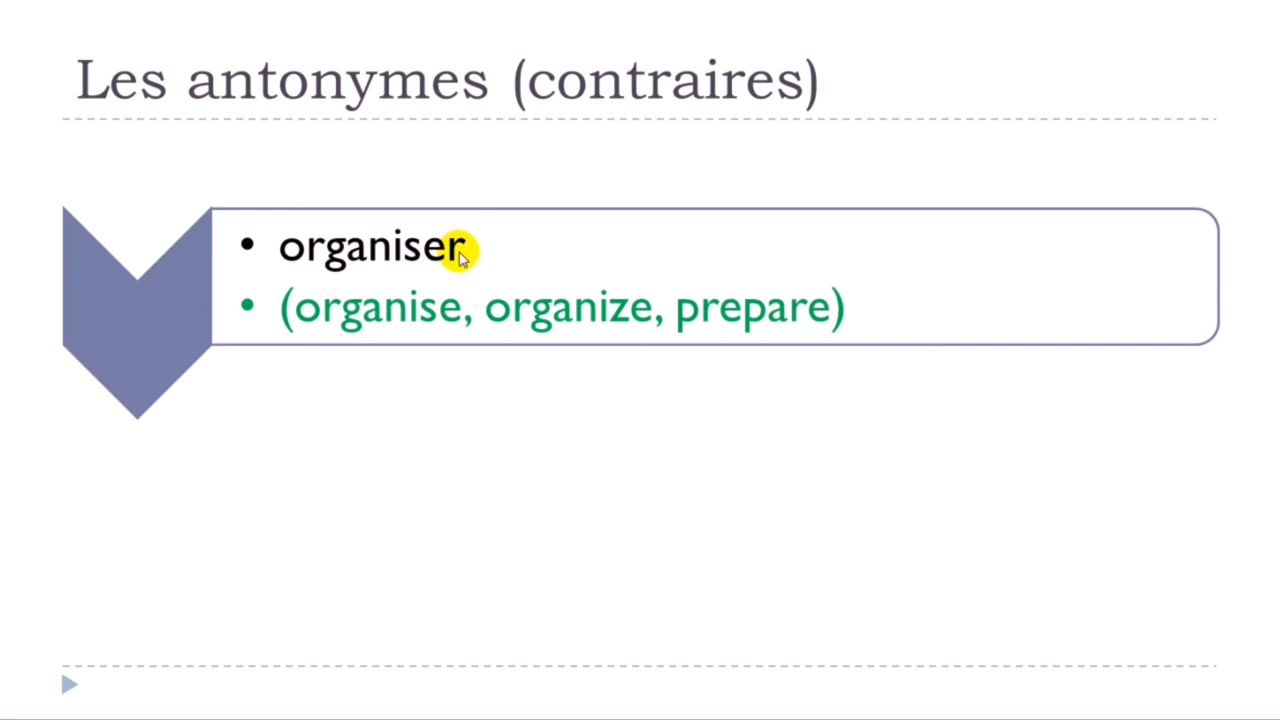 Les antonymes (contraires)
• organiser
• (organise, organize, prepare)